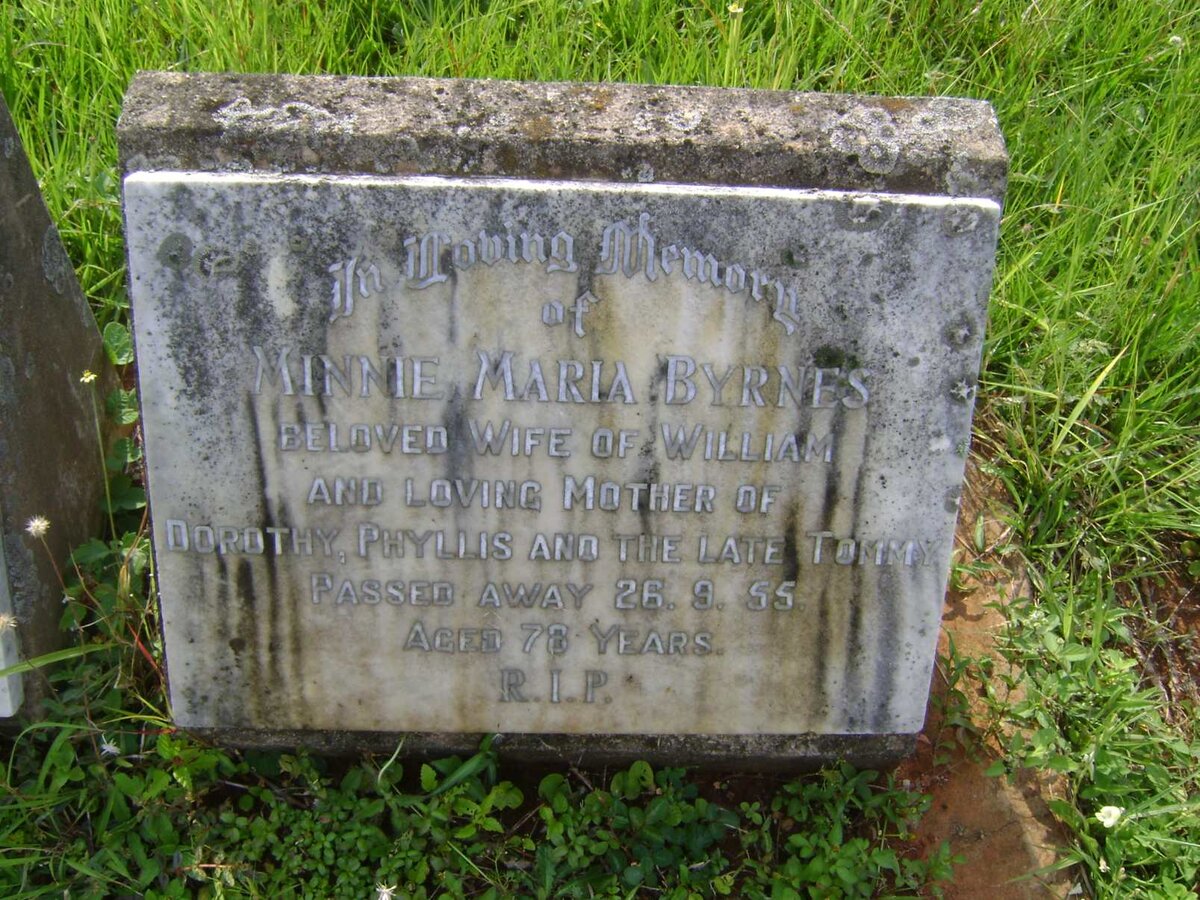 In Loving Memory
of
MINNIE MARIA BYRNES
BELOVED WIFE OF WILLIAM
AND LOVING MOTHER OF
DOROTHY, PHYLLIS AND THE LATE TOMMY
PASSED AWAY 26. 9. 55.
AGED 78 YEARS.
R.I.P.